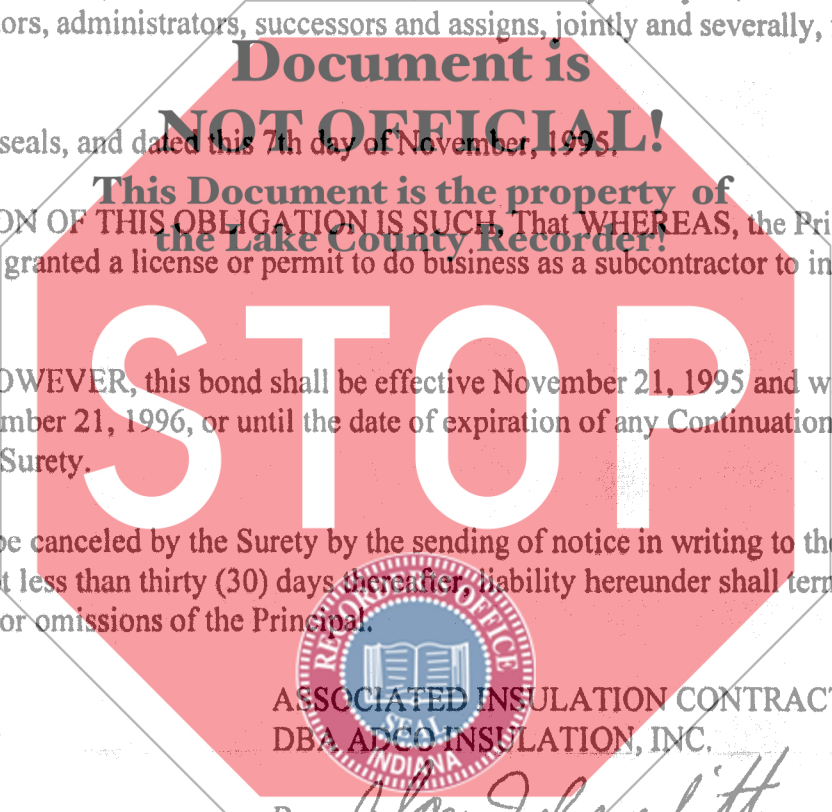 ors, administrators, successors and assigns, jointly and severally,
Document is
NOT OFFICIAL!
seals, and dated this 7th day of November, 1995.
This Document is the property of
ON OF THIS OBLIGATION IS SUCH, That WHEREAS, the Pri
the Lake County Recorder!
granted a license or permit to do business as a subcontractor to in
STOP
OWEVER, this bond shall be effective November 21, 1995 and w
mber 21, 1996, or until the date of expiration of any Continuation
Surety.
be canceled by the Surety by the sending of notice in writing to the
t less than thirty (30) days thereafter, liability hereunder shall term
or omissions of the Principal.
RECORDER'S OFFICE
SEAL
INDIANA
ASSOCIATED INSULATION CONTRACT
DBA ADCO INSULATION, INC.